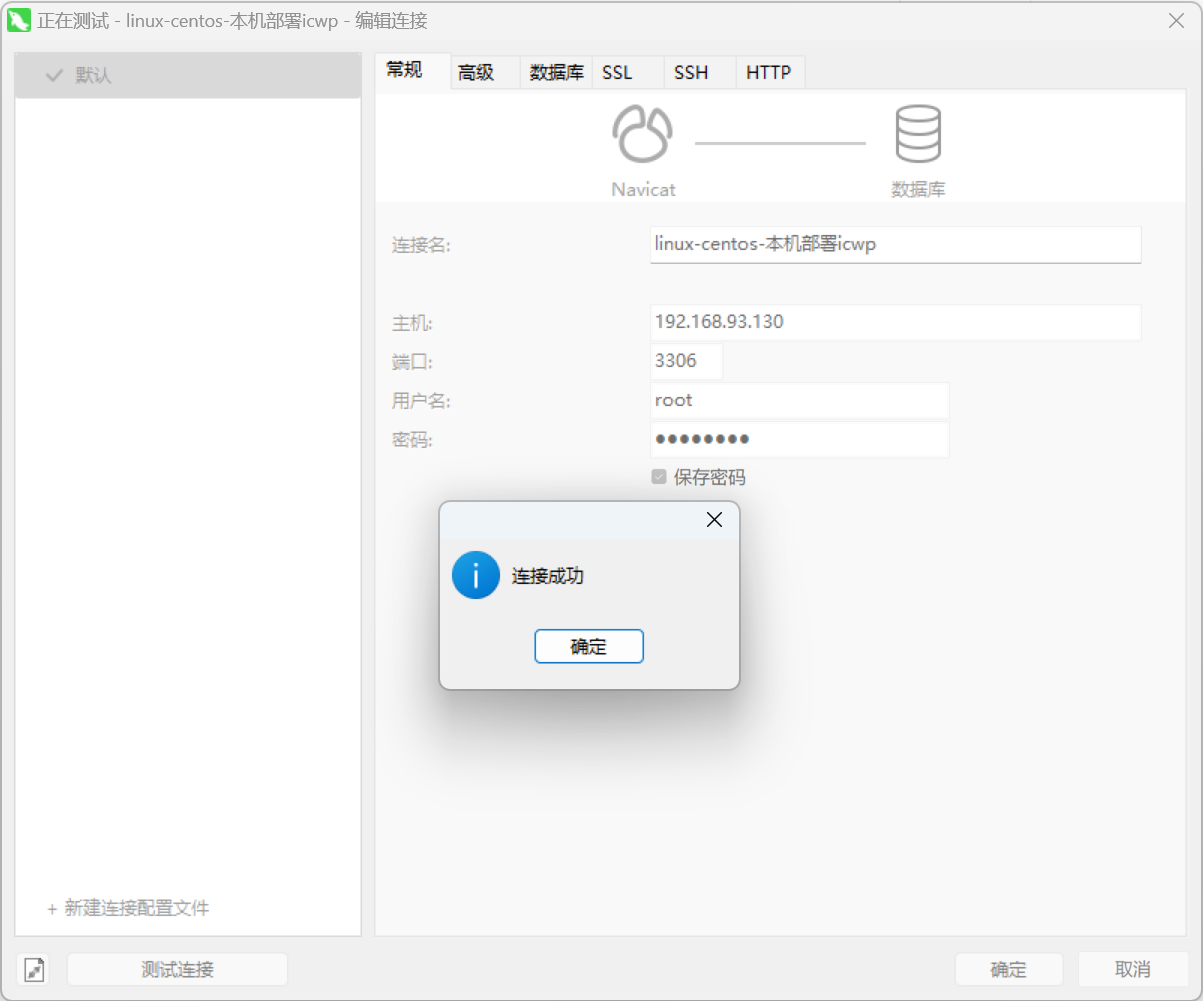 正在测试 - linux-centos-本机部署icwp - 编辑连接
默认
常规 高级 数据库 SSL SSH HTTP
Navicat 数据库
连接名: linux-centos-本机部署icwp
主机: 192.168.93.130
端口: 3306
用户名: root
密码: ●●●●●●●●
保存密码
连接成功
确定
+ 新建连接配置文件
测试连接 确定 取消